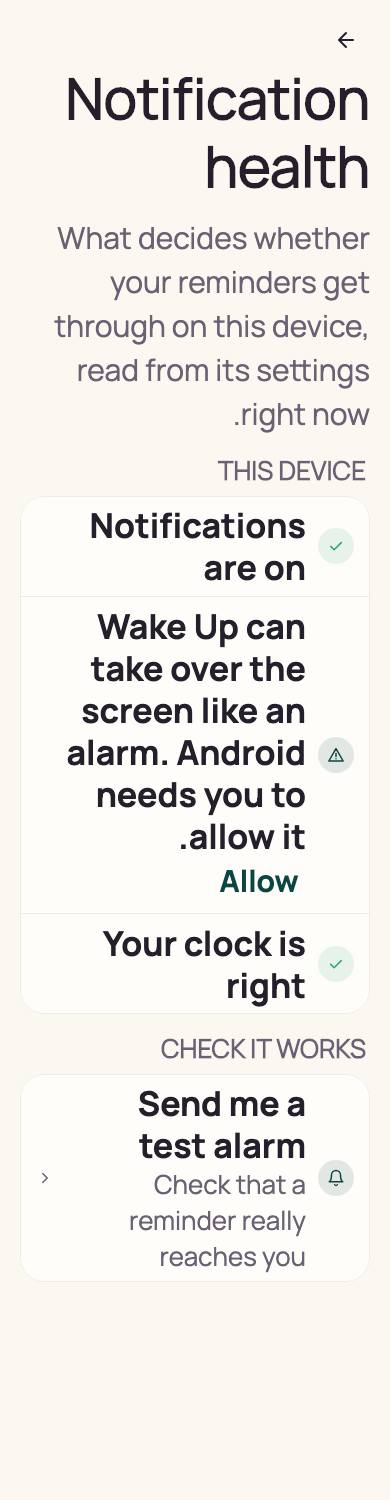 Notification
health
What decides whether
your reminders get
through on this device,
read from its settings
.right now
THIS DEVICE
Notifications
are on
Wake Up can
take over the
screen like an
alarm. Android
needs you to
.allow it
Allow
Your clock is
right
CHECK IT WORKS
Send me a
test alarm
Check that a
reminder really
reaches you